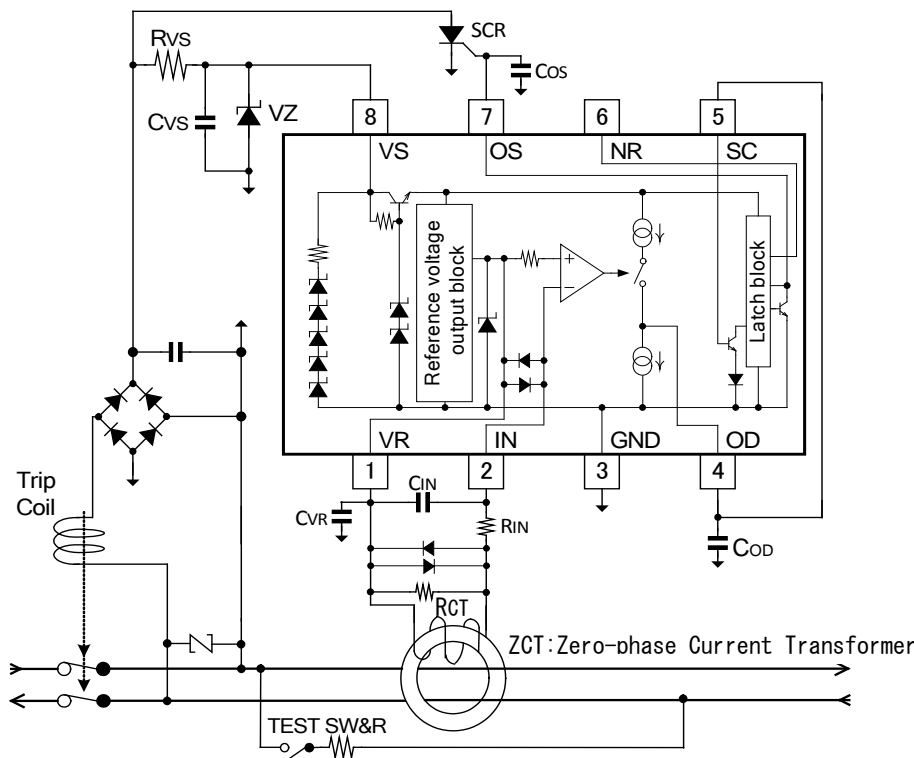 SCR
RVS
COS
CVS
VZ
8
7
6
5
VS
OS
NR
SC
Reference voltage
output block
+
−
Latch block
VR
IN
GND
OD
1
2
3
4
Trip
Coil
CIN
CVR
RIN
COD
RCT
ZCT:Zero-phase Current Transformer
TEST SW&R